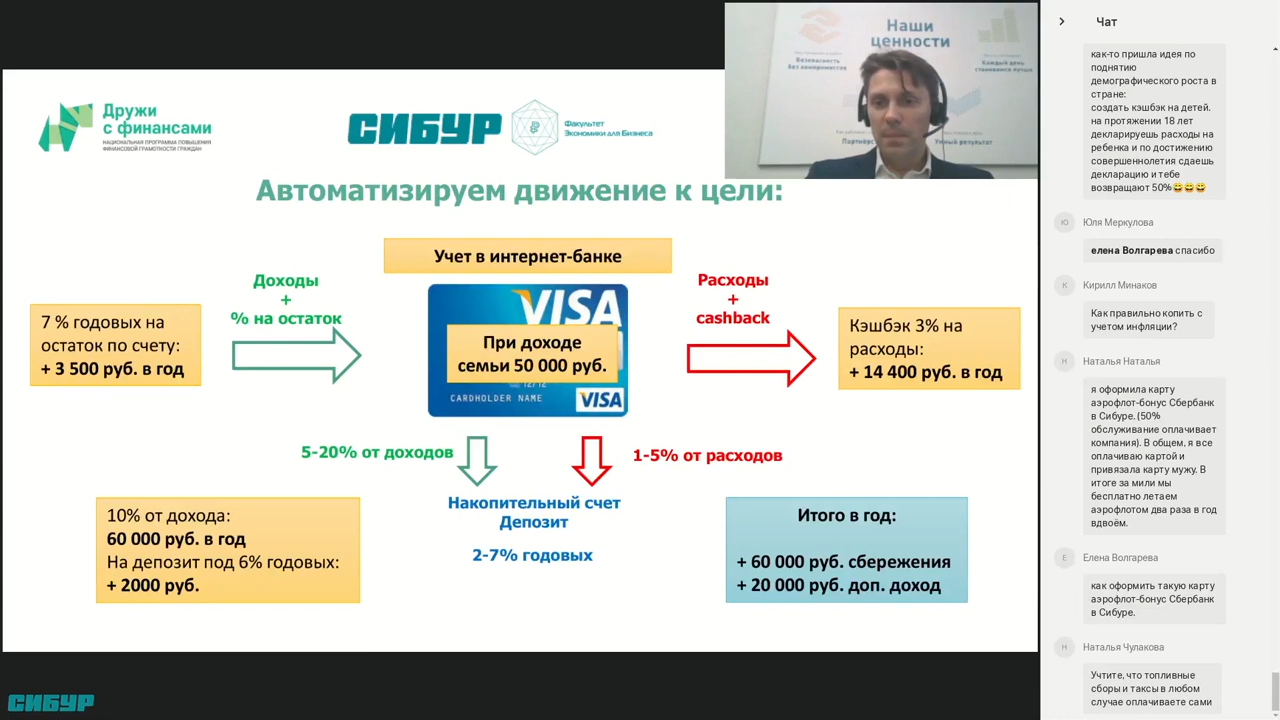 Дружи
с финансами
НАЦИОНАЛЬНАЯ ПРОГРАММА ПОВЫШЕНИЯ
ФИНАНСОВОЙ ГРАМОТНОСТИ ГРАЖДАН
СИБУР
Факультет
Экономики для Бизнеса
Наши
ценности
Безопасность
без компромиссов
Каждый день
становимся лучше
Партнерс
Умный результат
Автоматизируем движение к цели:
Учет в интернет-банке
Доходы
+
% на остаток
Расходы
+
cashback
7 % годовых на
остаток по счету:
+ 3 500 руб. в год
VISA
При доходе
семьи 50 000 руб.
12/12
CARDHOLDER NAME
VISA
Кэшбэк 3% на
расходы:
+ 14 400 руб. в год
5-20% от доходов
1-5% от расходов
Накопительный счет
Депозит
2-7% годовых
10% от дохода:
60 000 руб. в год
На депозит под 6% годовых:
+ 2000 руб.
Итого в год:
+ 60 000 руб. сбережения
+ 20 000 руб. доп. доход
СИБУР
Чат
как-то пришла идея по
поднятию
демографического роста в
стране:
создать кэшбэк на детей.
на протяжении 18 лет
декларируешь расходы на
ребенка и по достижению
совершеннолетия сдаешь
декларацию и тебе
возвращают 50%😄😄😄
Ю
Юля Меркулова
елена Волгарева спасибо
К
Кирилл Минаков
Как правильно копить с
учетом инфляции?
Н
Наталья Наталья
я оформила карту
аэрофлот-бонус Сбербанк
в Сибуре. (50%
обслуживание оплачивает
компания). В общем, я все
оплачиваю картой и
привязала карту мужу. В
итоге за мили мы
бесплатно летаем
аэрофлотом два раза в год
вдвоём.
Е
Елена Волгарева
как оформить такую карту
аэрофлот-бонус Сбербанк
в Сибуре.
Н
Наталья Чулакова
Учтите, что топливные
сборы и таксы в любом
случае оплачиваете сами